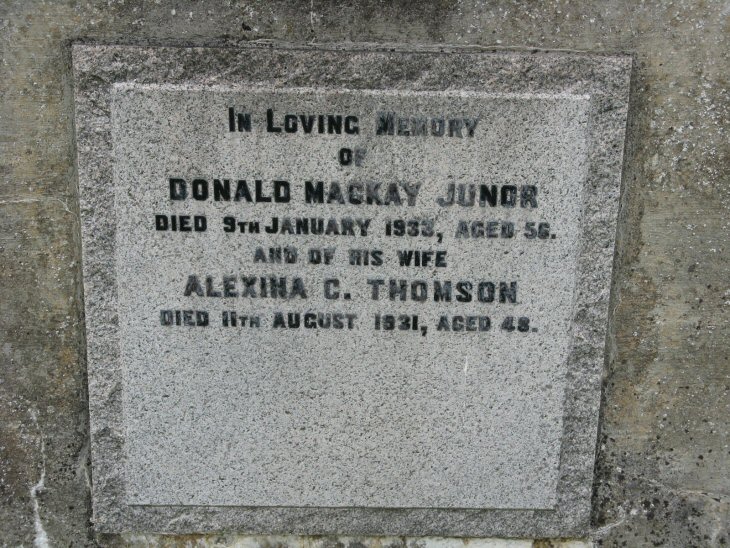 IN LOVING MEMORY
OF
DONALD MACKAY JUNOR
DIED 9TH JANUARY 1933, AGED 56.
AND OF HIS WIFE
ALEXINA C. THOMSON
DIED 11TH AUGUST 1931, AGED 48.